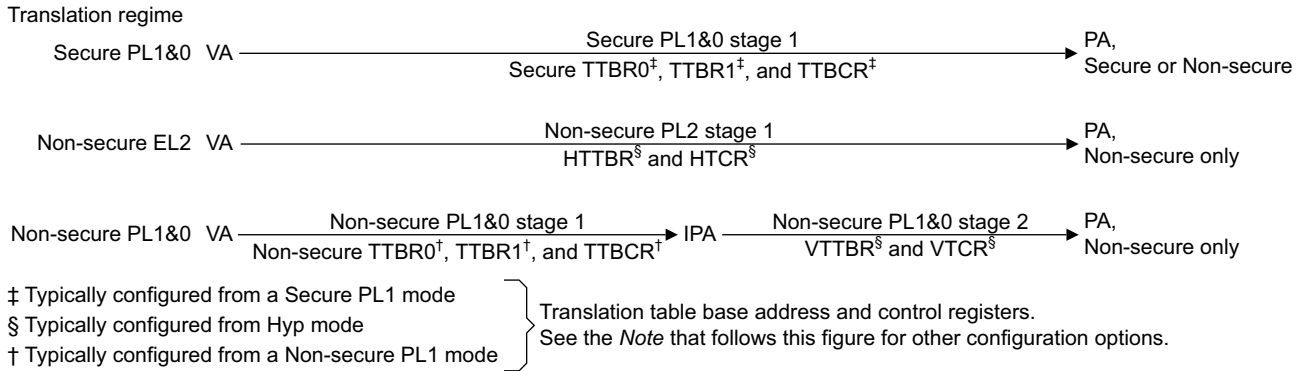 Translation regime
Secure PL1&0 VA Secure PL1&0 stage 1 PA,
Secure TTBR0‡, TTBR1‡, and TTBCR‡ Secure or Non-secure
Non-secure EL2 VA Non-secure PL2 stage 1 PA,
HTTBR§ and HTCR§ Non-secure only
Non-secure PL1&0 VA Non-secure PL1&0 stage 1 IPA Non-secure PL1&0 stage 2 PA,
Non-secure TTBR0†, TTBR1†, and TTBCR† VTTBR§ and VTCR§ Non-secure only
‡ Typically configured from a Secure PL1 mode
§ Typically configured from Hyp mode
† Typically configured from a Non-secure PL1 mode
Translation table base address and control registers.
See the Note that follows this figure for other configuration options.